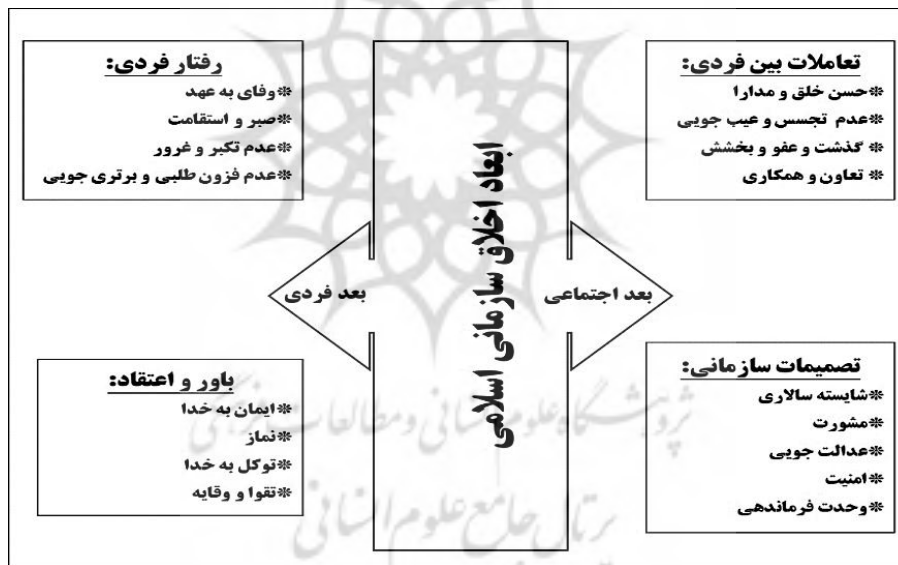 تعاملات بین فردی:
*حسن خلق و مدارا
*عدم تجسس و عیب جویی
*گذشت و عفو و بخشش
* تعاون و همکاری
رفتار فردی:
*وفای به عهد
*صبر و استقامت
*عدم تکبر و غرور
*عدم فزون طلبی و برتری جویی
ابعاد اخلاق سازمانی اسلامی
بعد اجتماعی
بعد فردی
تصمیمات سازمانی:
*شایسته سالاری
*مشورت
*عدالت جویی
*امنیت
*وحدت فرماندهی
باور و اعتقاد:
*ایمان به خدا
*نماز
*توکل به خدا
*تقوا و وقایه
پژوهشگاه علوم انسانی و مطالعات فرهنگی
پرتال جامع علوم انسانی